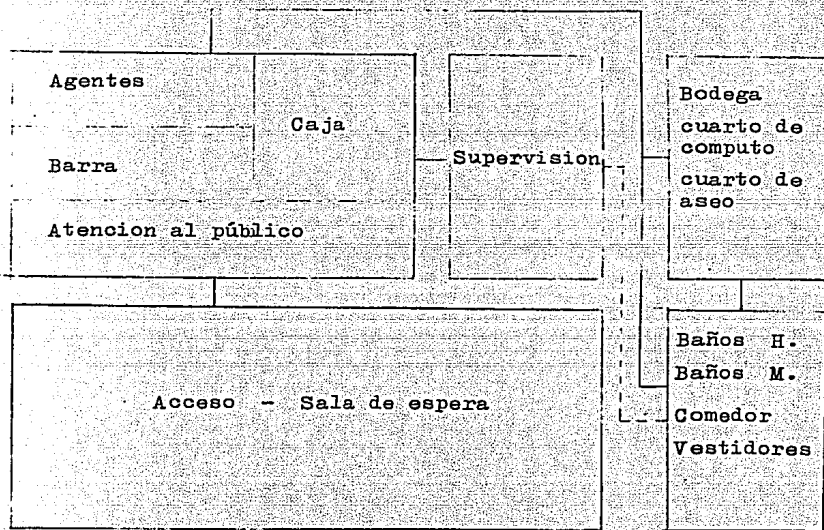 Agentes
Caja
Barra
Atencion al público
Supervision
Bodega
cuarto de
computo
cuarto de
aseo
Acceso - Sala de espera
Baños H.
Baños M.
Comedor
Vestidores